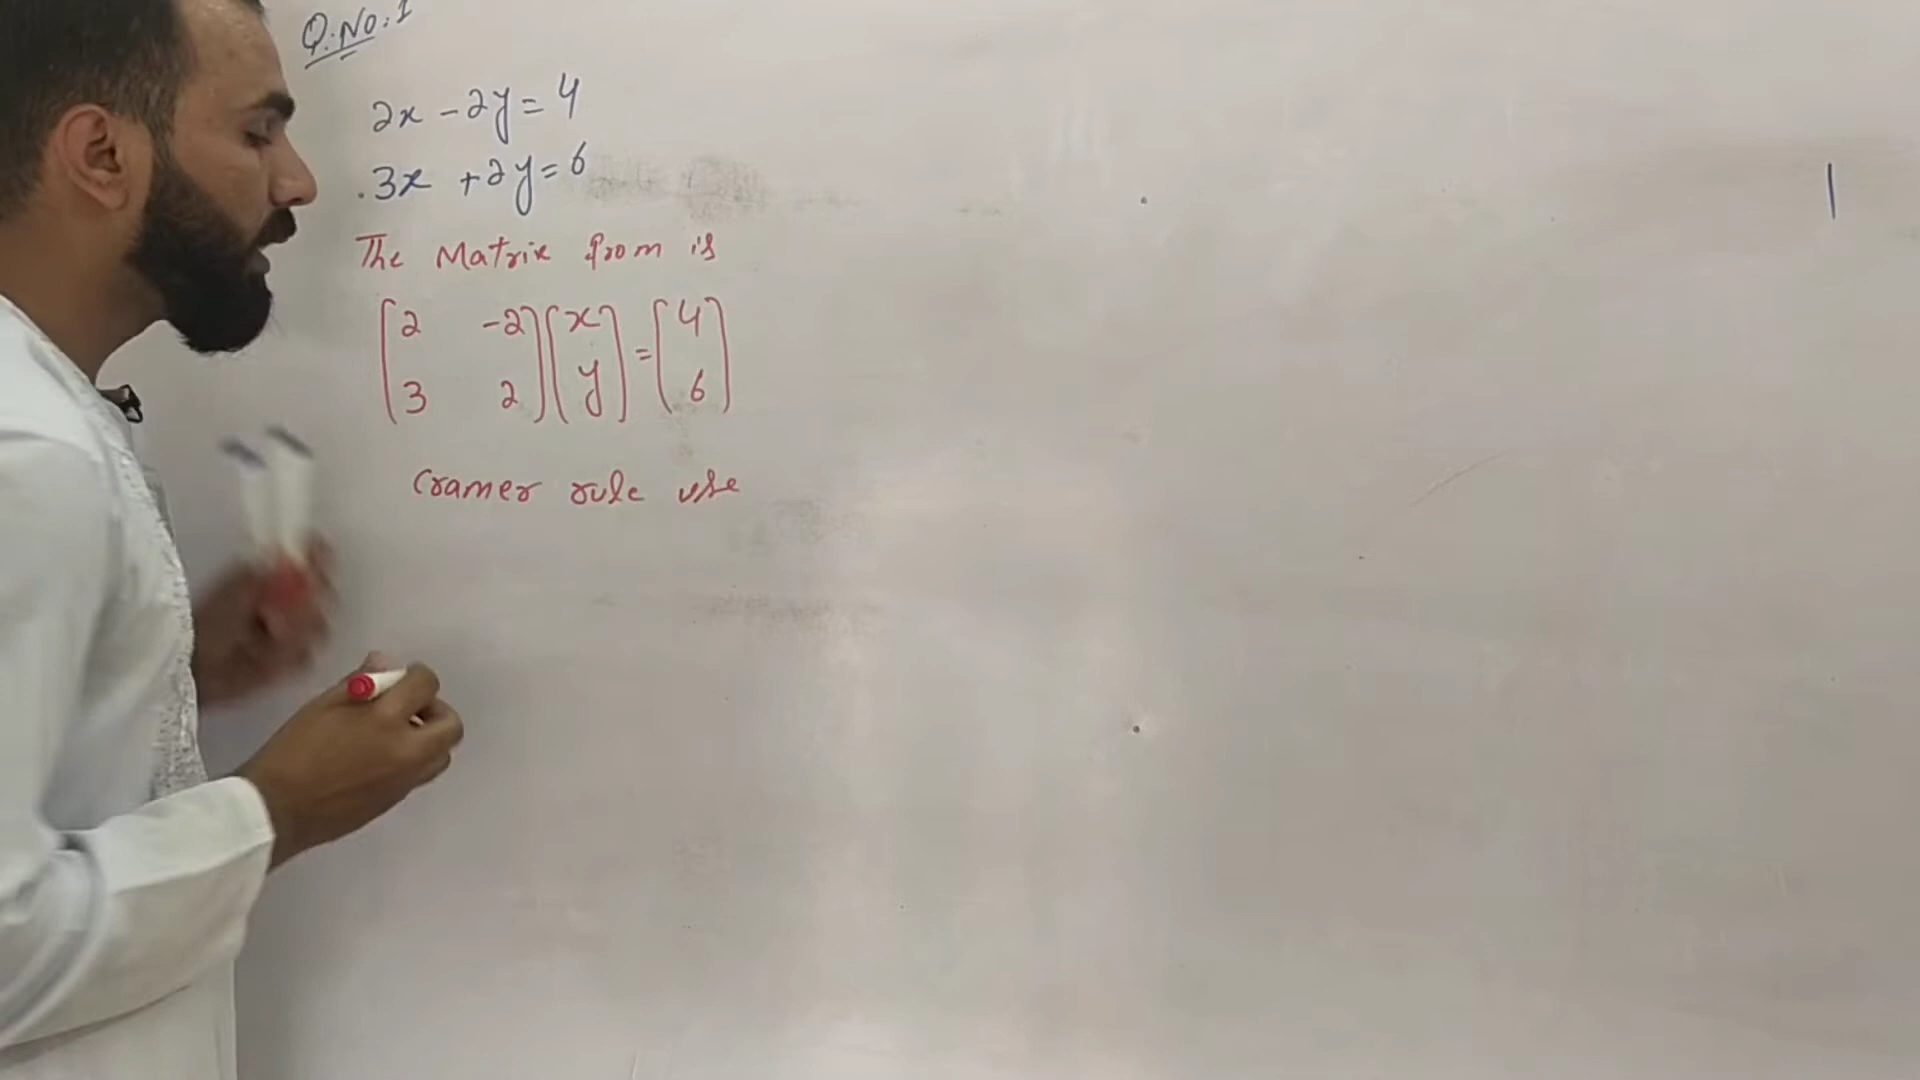 Q.No:1
2x - 2y = 4
.3x + 2y = 6
The Matrix from is
[2 -2] [x] = [4]
[3 2] [y] [6]
Cramer rule use